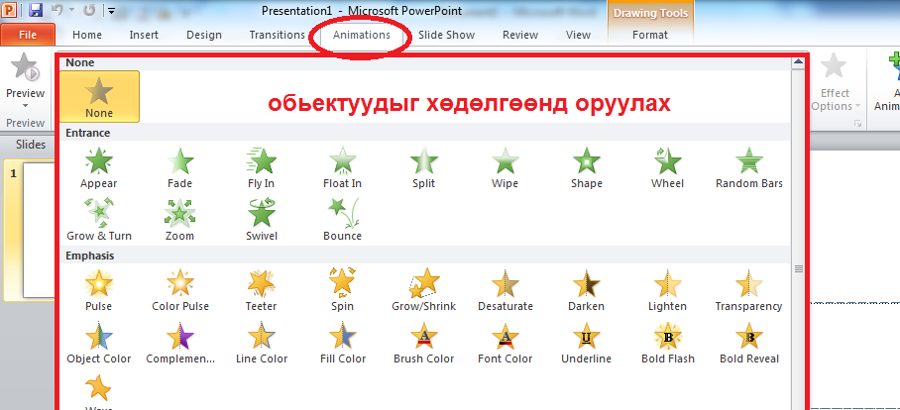 Presentation1 - Microsoft PowerPoint
Drawing Tools
File Home Insert Design Transitions Animations Slide Show Review View Format
None
Preview
None
обьектуудыг хөдөлгөөнд оруулах
Effect
Options
Preview
Entrance
Slides
1
Appear Fade Fly In Float In Split Wipe Shape Wheel Random Bars
Grow & Turn Zoom Swivel Bounce
Emphasis
Pulse Color Pulse Teeter Spin Grow/Shrink Desaturate Darken Lighten Transparency
Object Color Complemen... Line Color Fill Color Brush Color Font Color Underline Bold Flash Bold Reveal